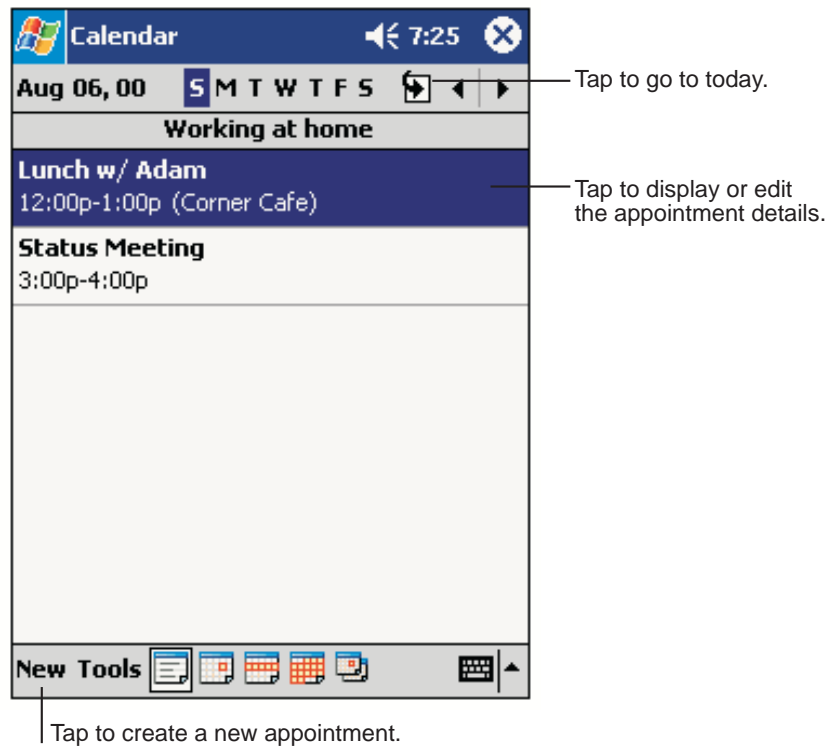 Calendar 7:25
Aug 06, 00 S M T W T F S
Tap to go to today.
Working at home
Lunch w/ Adam
12:00p-1:00p (Corner Cafe)
Tap to display or edit
the appointment details.
Status Meeting
3:00p-4:00p
New Tools
Tap to create a new appointment.